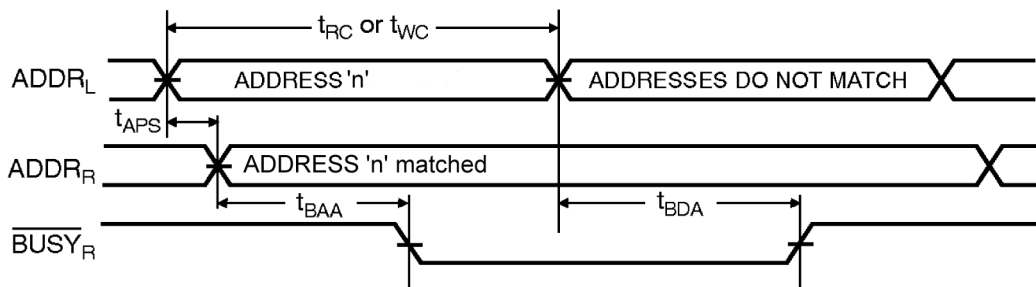 tRC or tWC
ADDRL
ADDRESS 'n'
ADDRESSES DO NOT MATCH
tAPS
ADDRR
ADDRESS 'n' matched
tBAA
tBDA
BUSYR